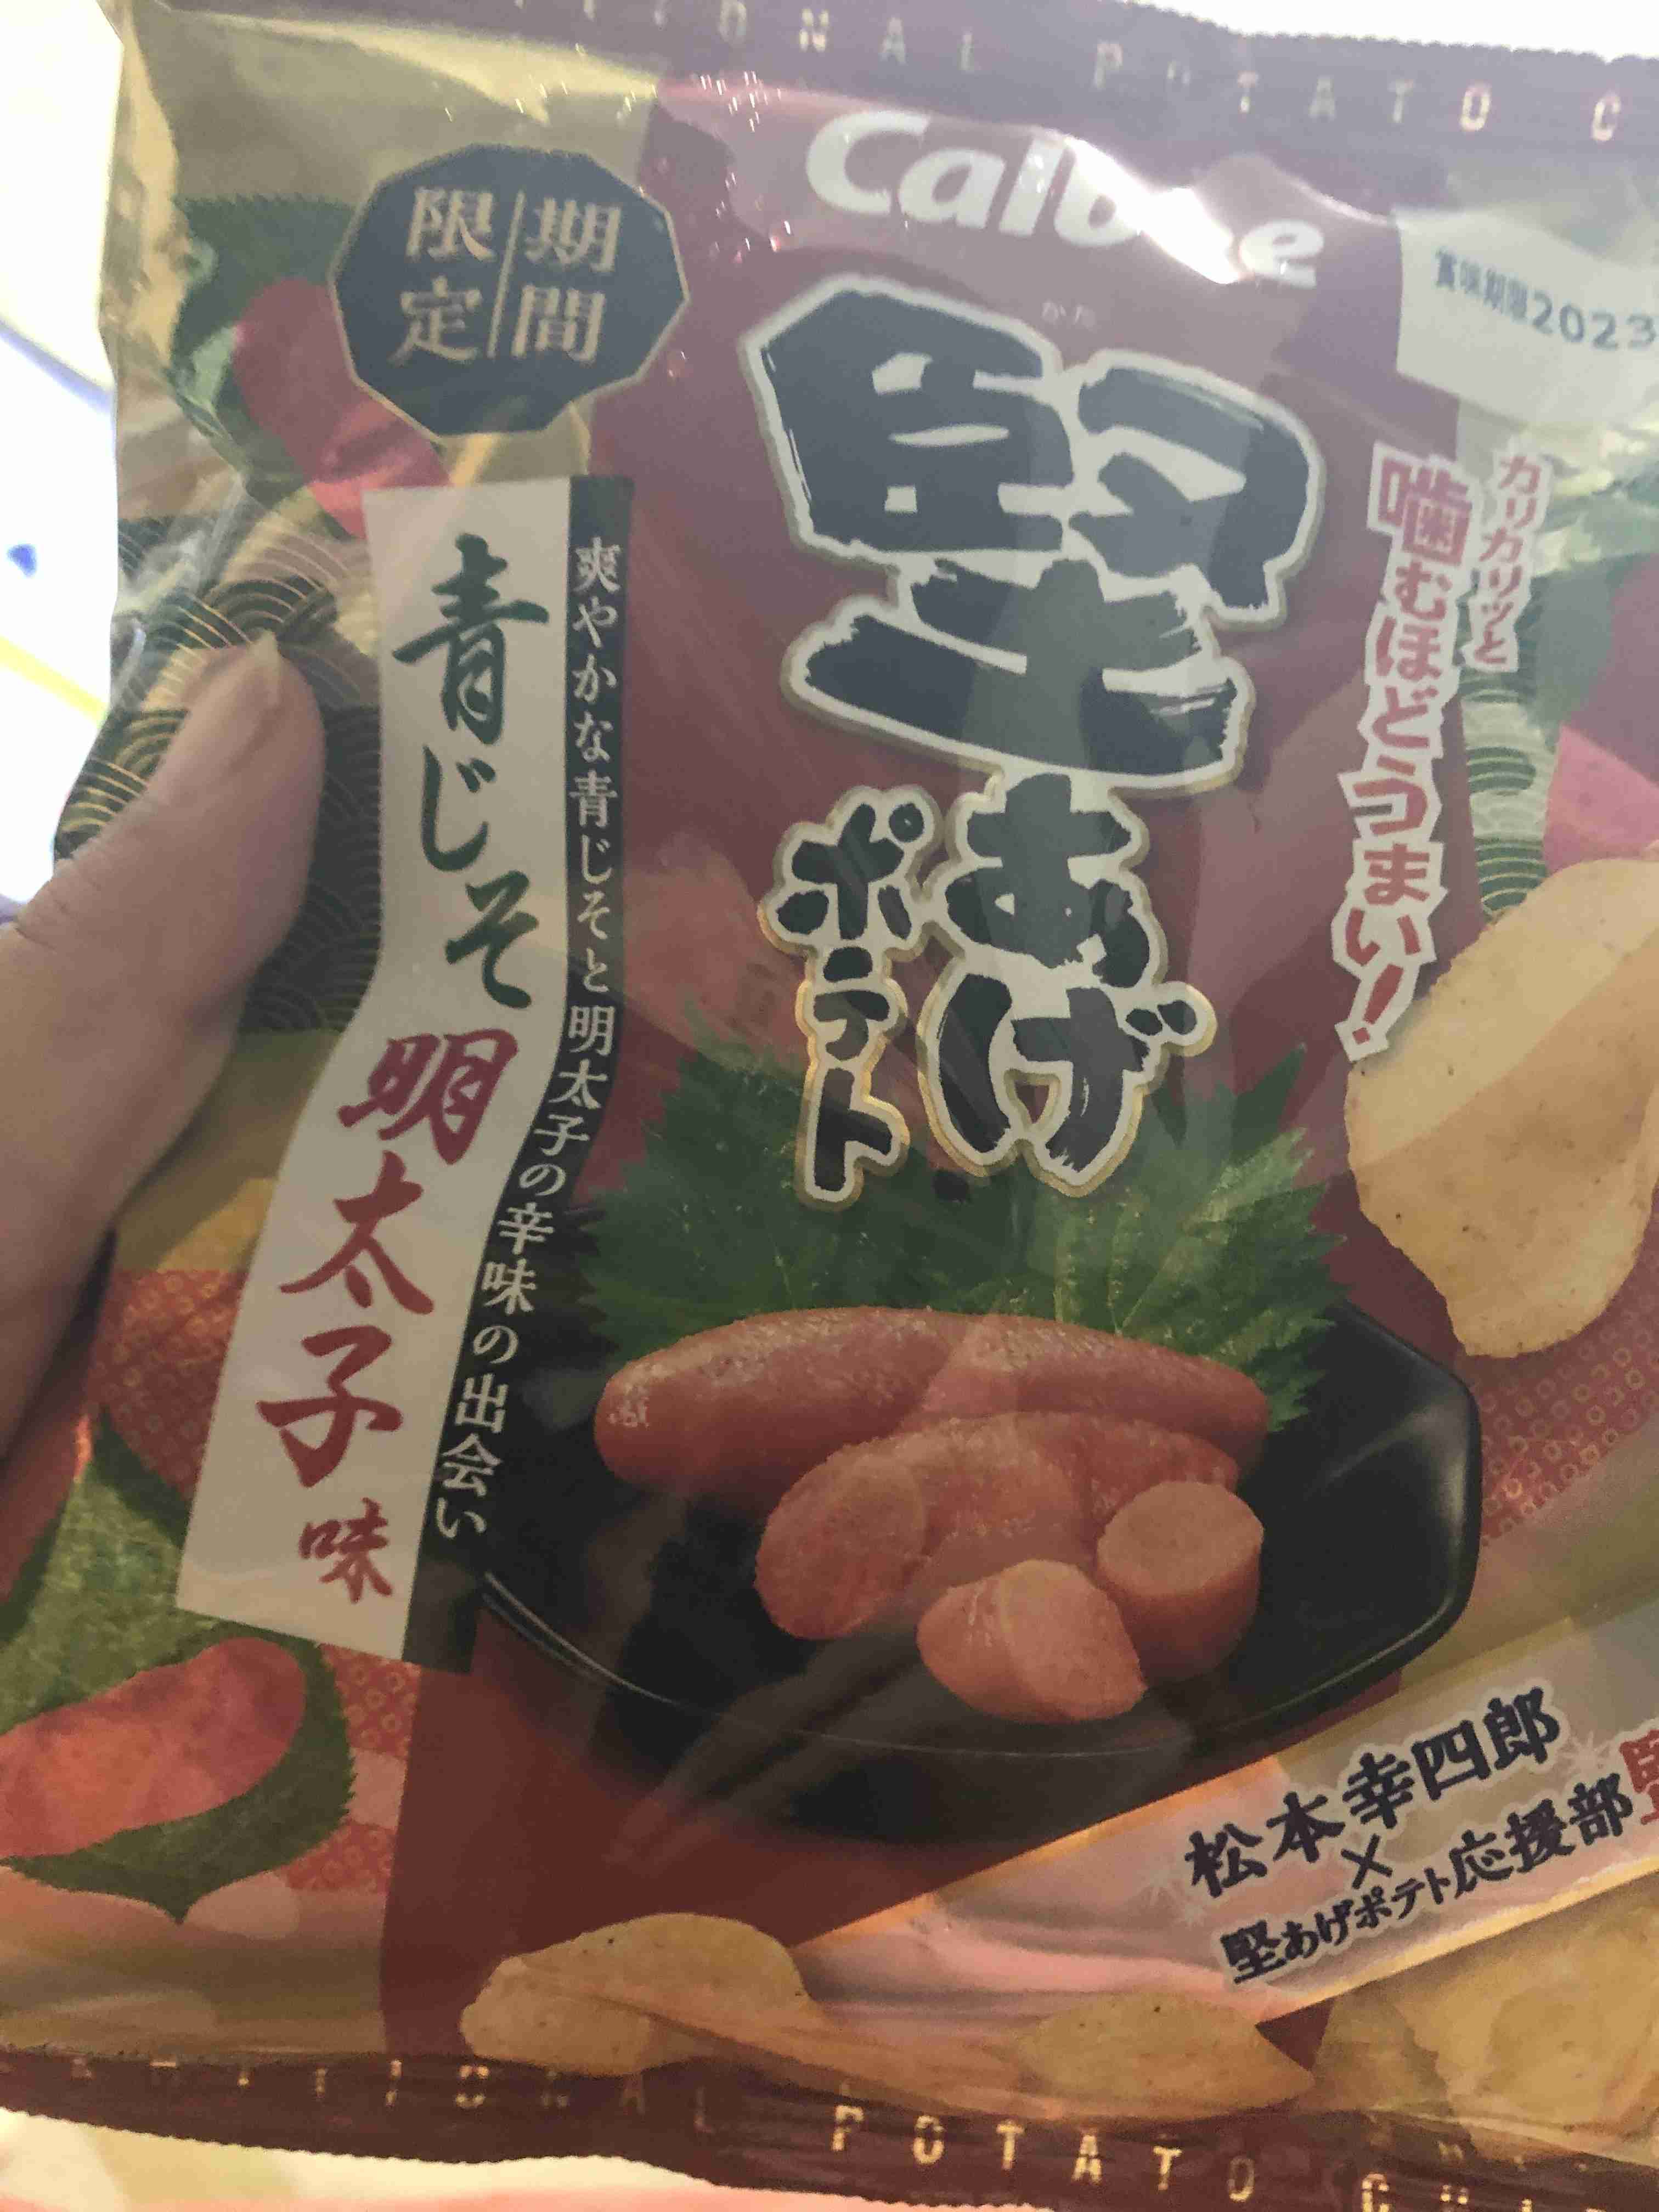 Calbee
賞味期限2023
期間
限定
かた
堅あげ
ポテト
カリカリッと
噛むほどうまい!
爽やかな青じそと明太子の辛味の出会い
青じそ明太子味
松本幸四郎
×
堅あげポテト応援部
POTATO